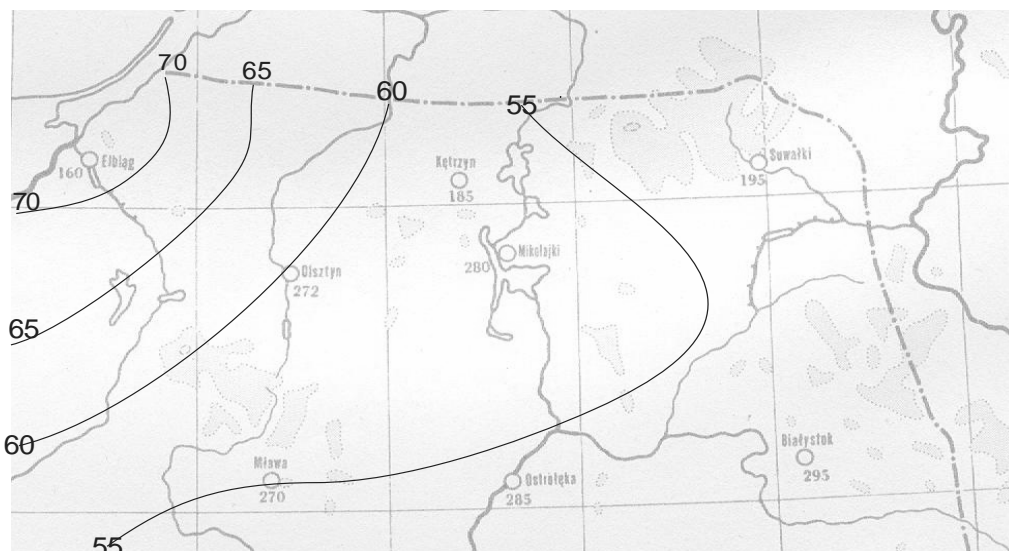 70
65
60
55
Elbląg
160
Kętrzyn
185
Suwałki
195
70
Mikołajki
280
Olsztyn
272
65
60
Mława
270
Ostrołęka
285
Białystok
295
55